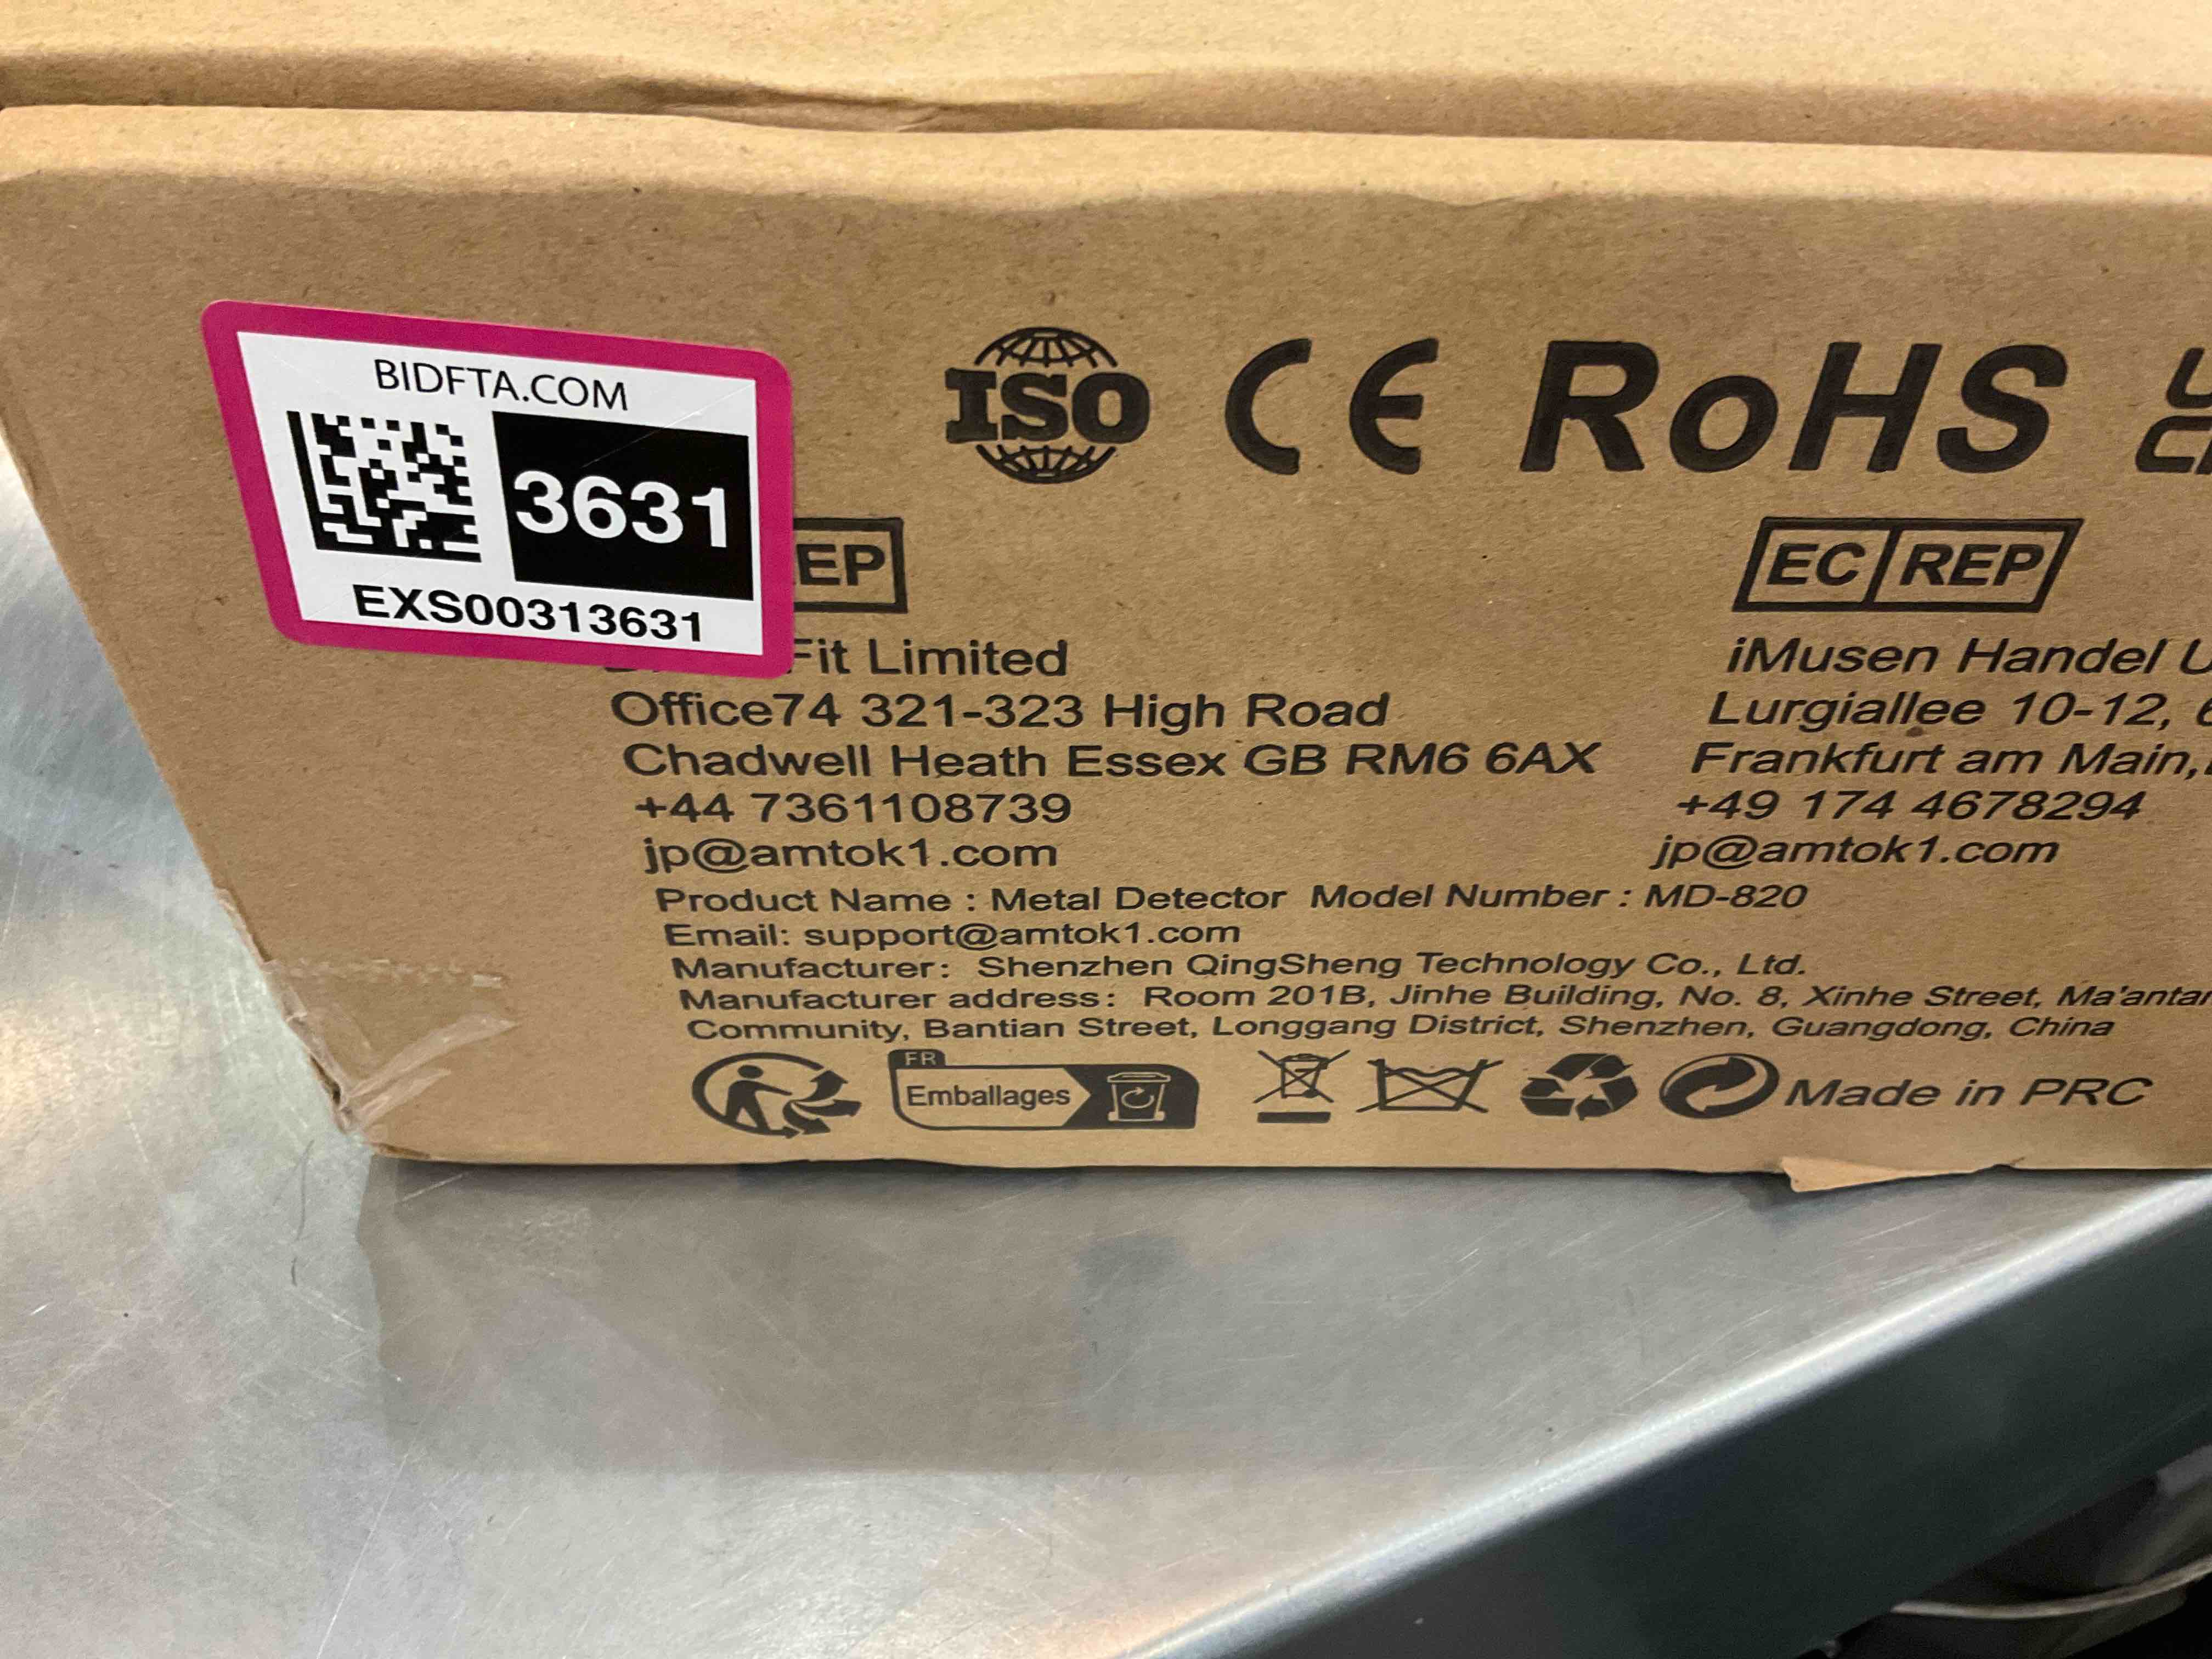 BIDFTA.COM
3631
EXS00313631
ISO CE RoHS
EP
EC REP
Fit Limited
Office74 321-323 High Road
Chadwell Heath Essex GB RM6 6AX
+44 7361108739
jp@amtok1.com
iMusen Handel
Lurgiallee 10-12,
Frankfurt am Main,
+49 174 4678294
jp@amtok1.com
Product Name : Metal Detector Model Number : MD-820
Email: support@amtok1.com
Manufacturer: Shenzhen QingSheng Technology Co., Ltd.
Manufacturer address: Room 201B, Jinhe Building, No. 8, Xinhe Street,
Community, Bantian Street, Longgang District, Shenzhen, Guangdong, China
FR
Emballages
Made in PRC